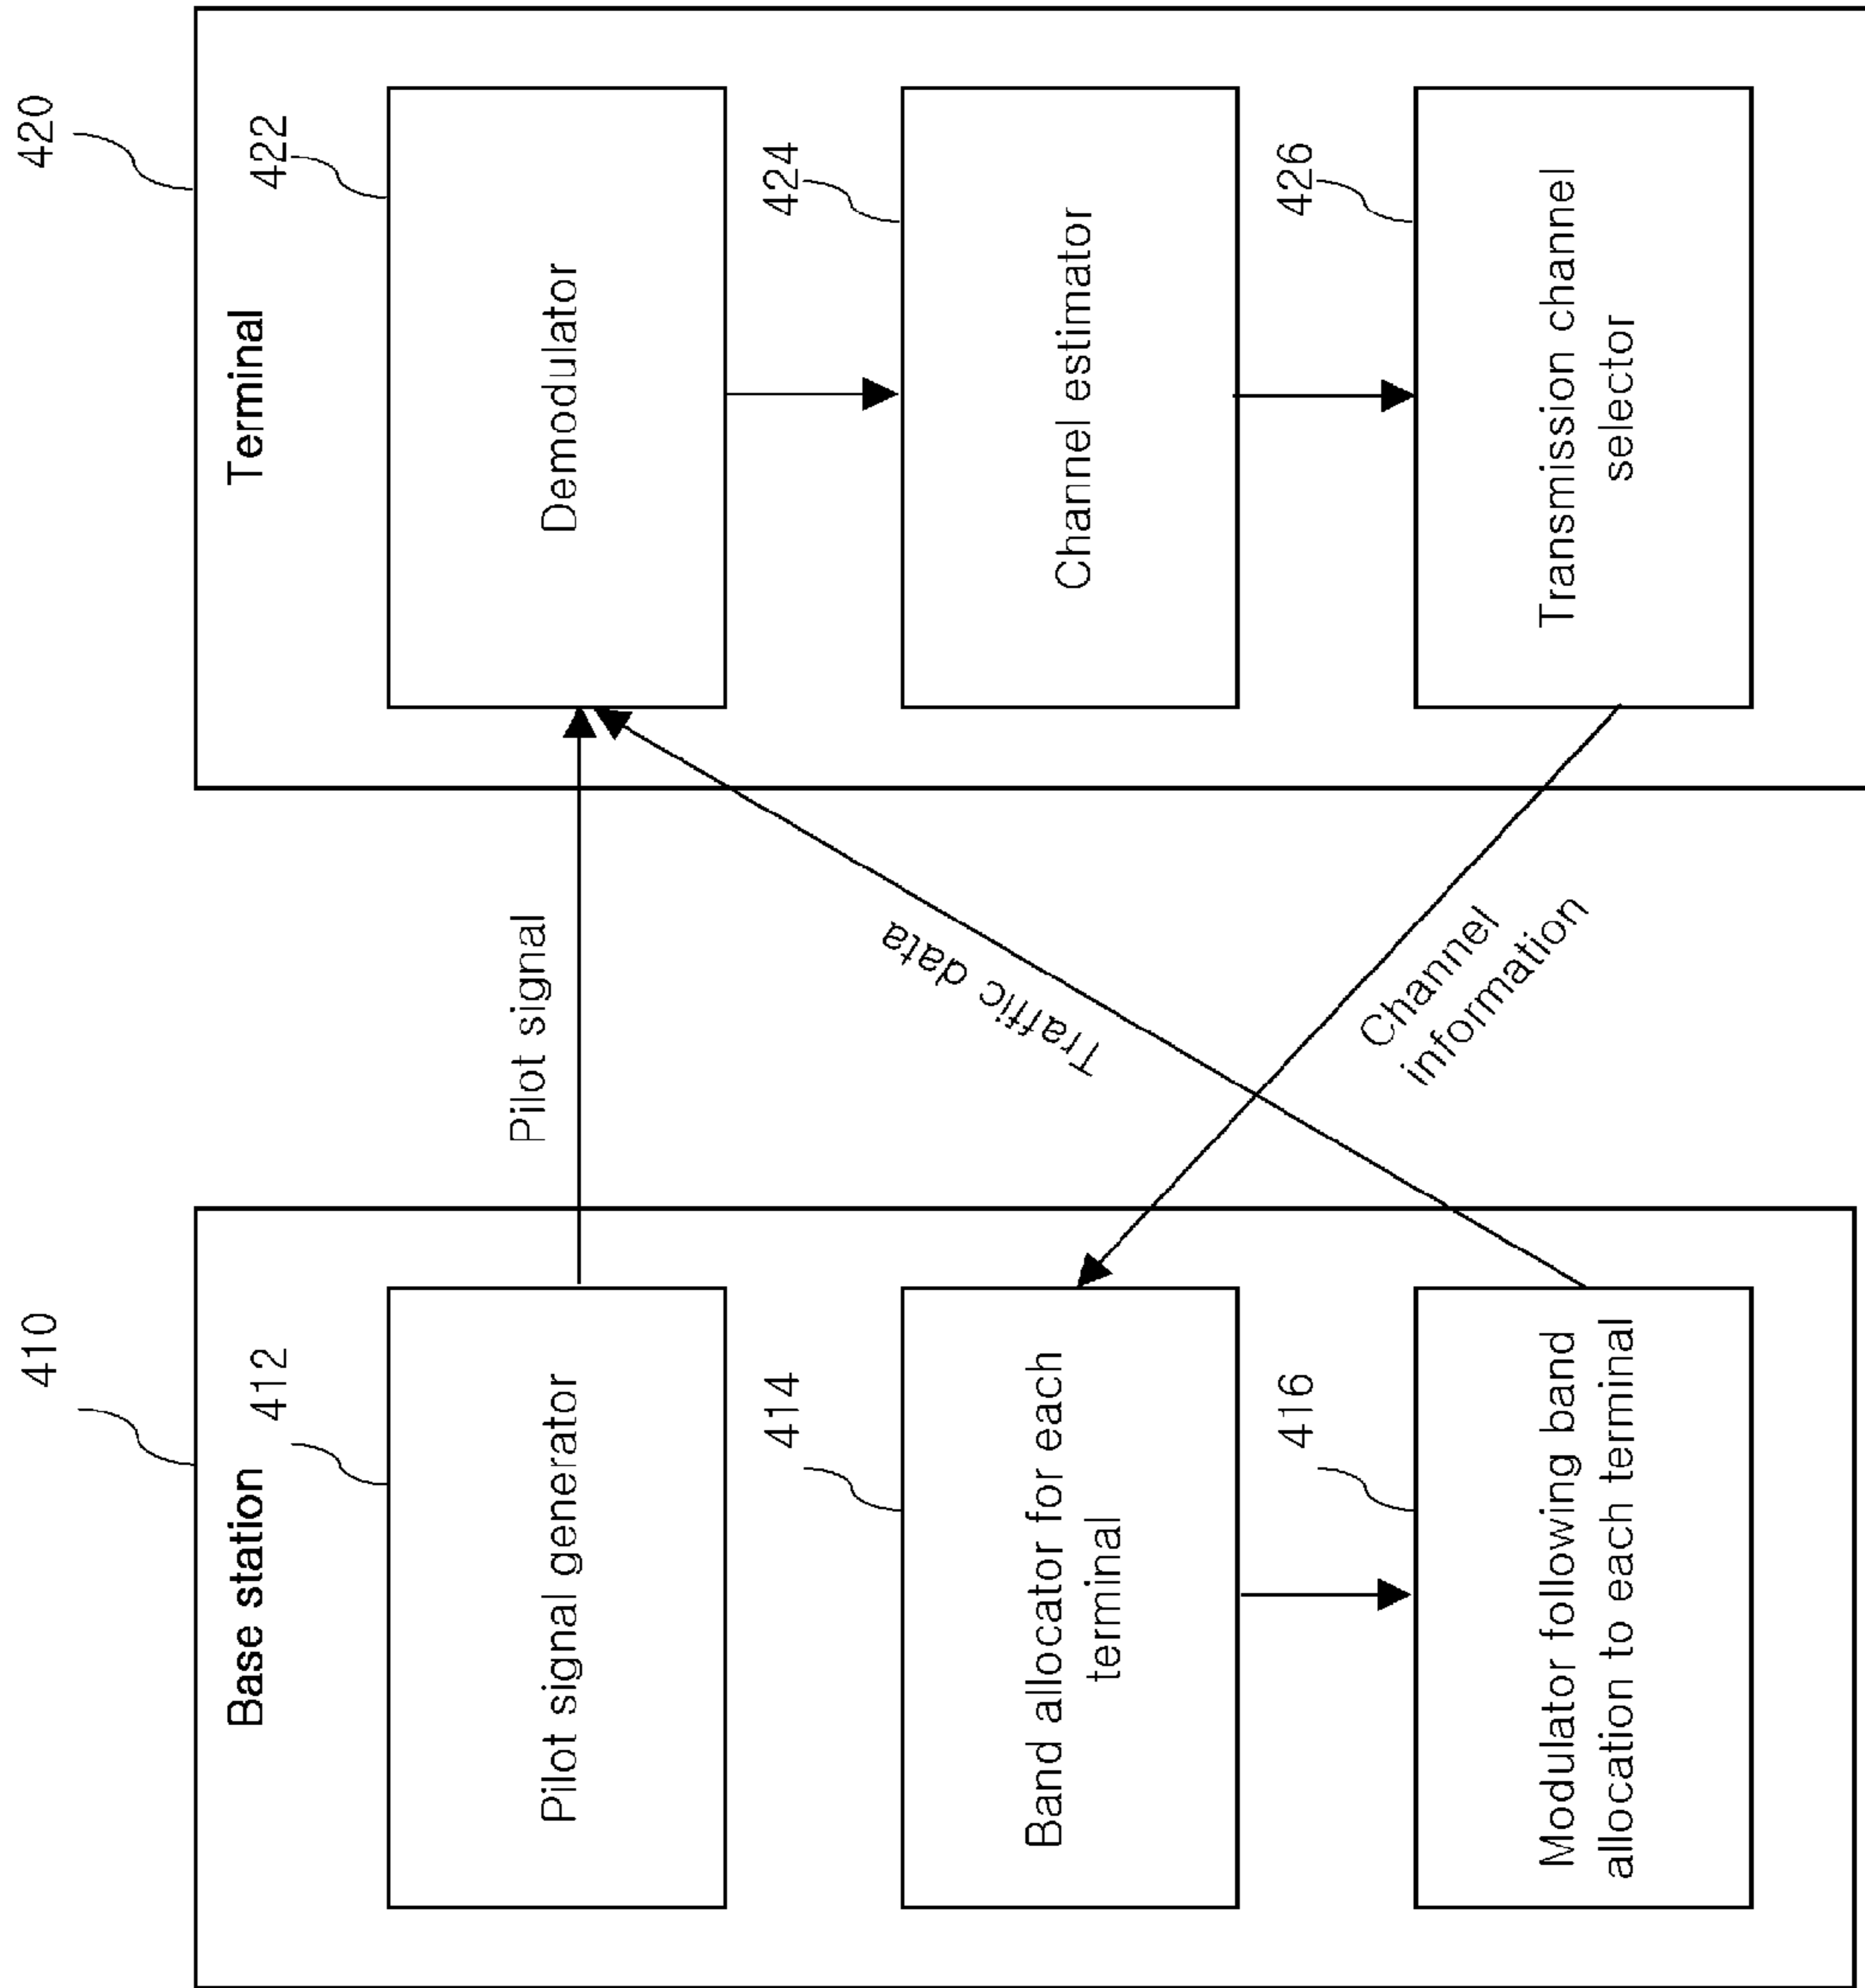 410
Base station
412
Pilot signal generator
414
Band allocator for each
terminal
416
Modulator following band
allocation to each terminal
Pilot signal
Traffic data
Channel
information
420
Terminal
422
Demodulator
424
Channel estimator
426
Transmission channel
selector